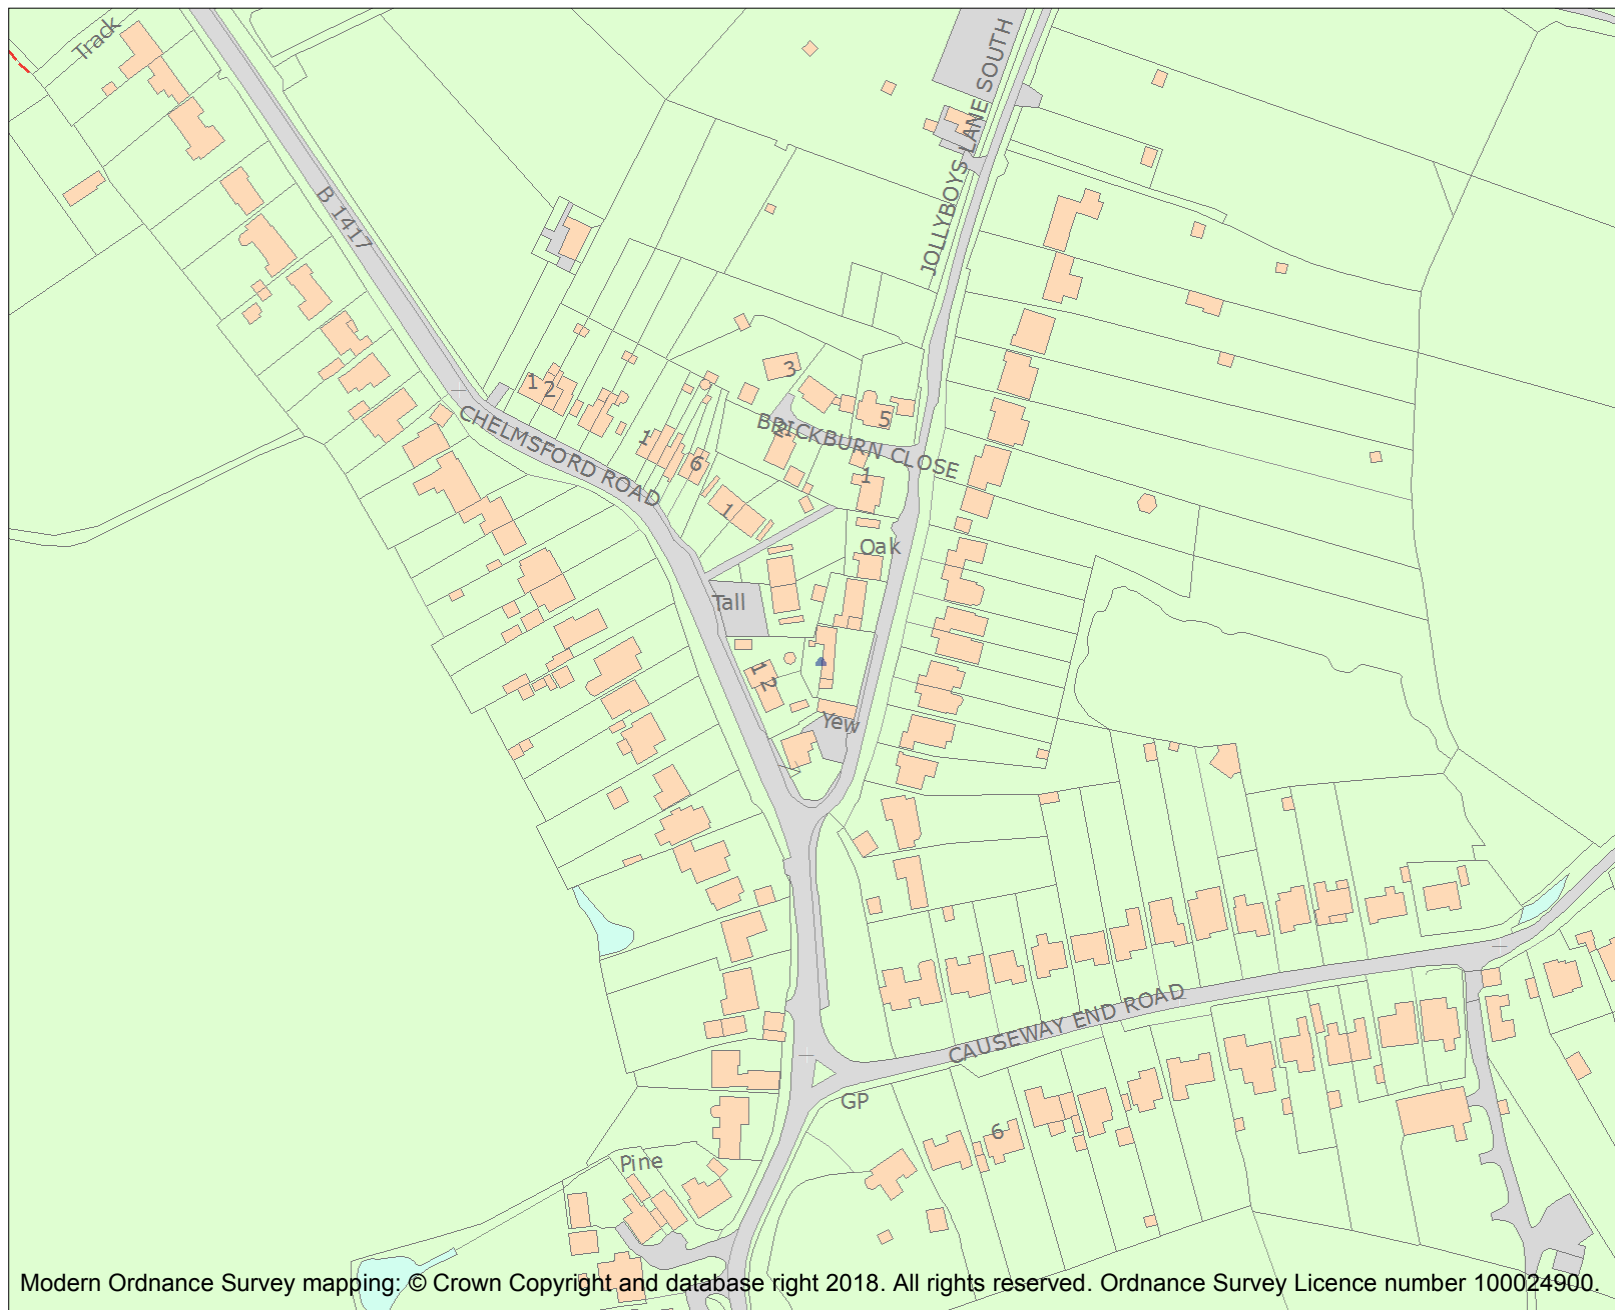 Track
JOLLYBOYS LANE SOUTH
B 1417
3
1
2
CHELMSFORD ROAD
5
BRICKBURN CLOSE
2
1
6
1
1
Oak
Tall
1
2
Yew
CAUSEWAY END ROAD
GP
6
Pine
Modern Ordnance Survey mapping: © Crown Copyright and database right 2018. All rights reserved. Ordnance Survey Licence number 100024900.